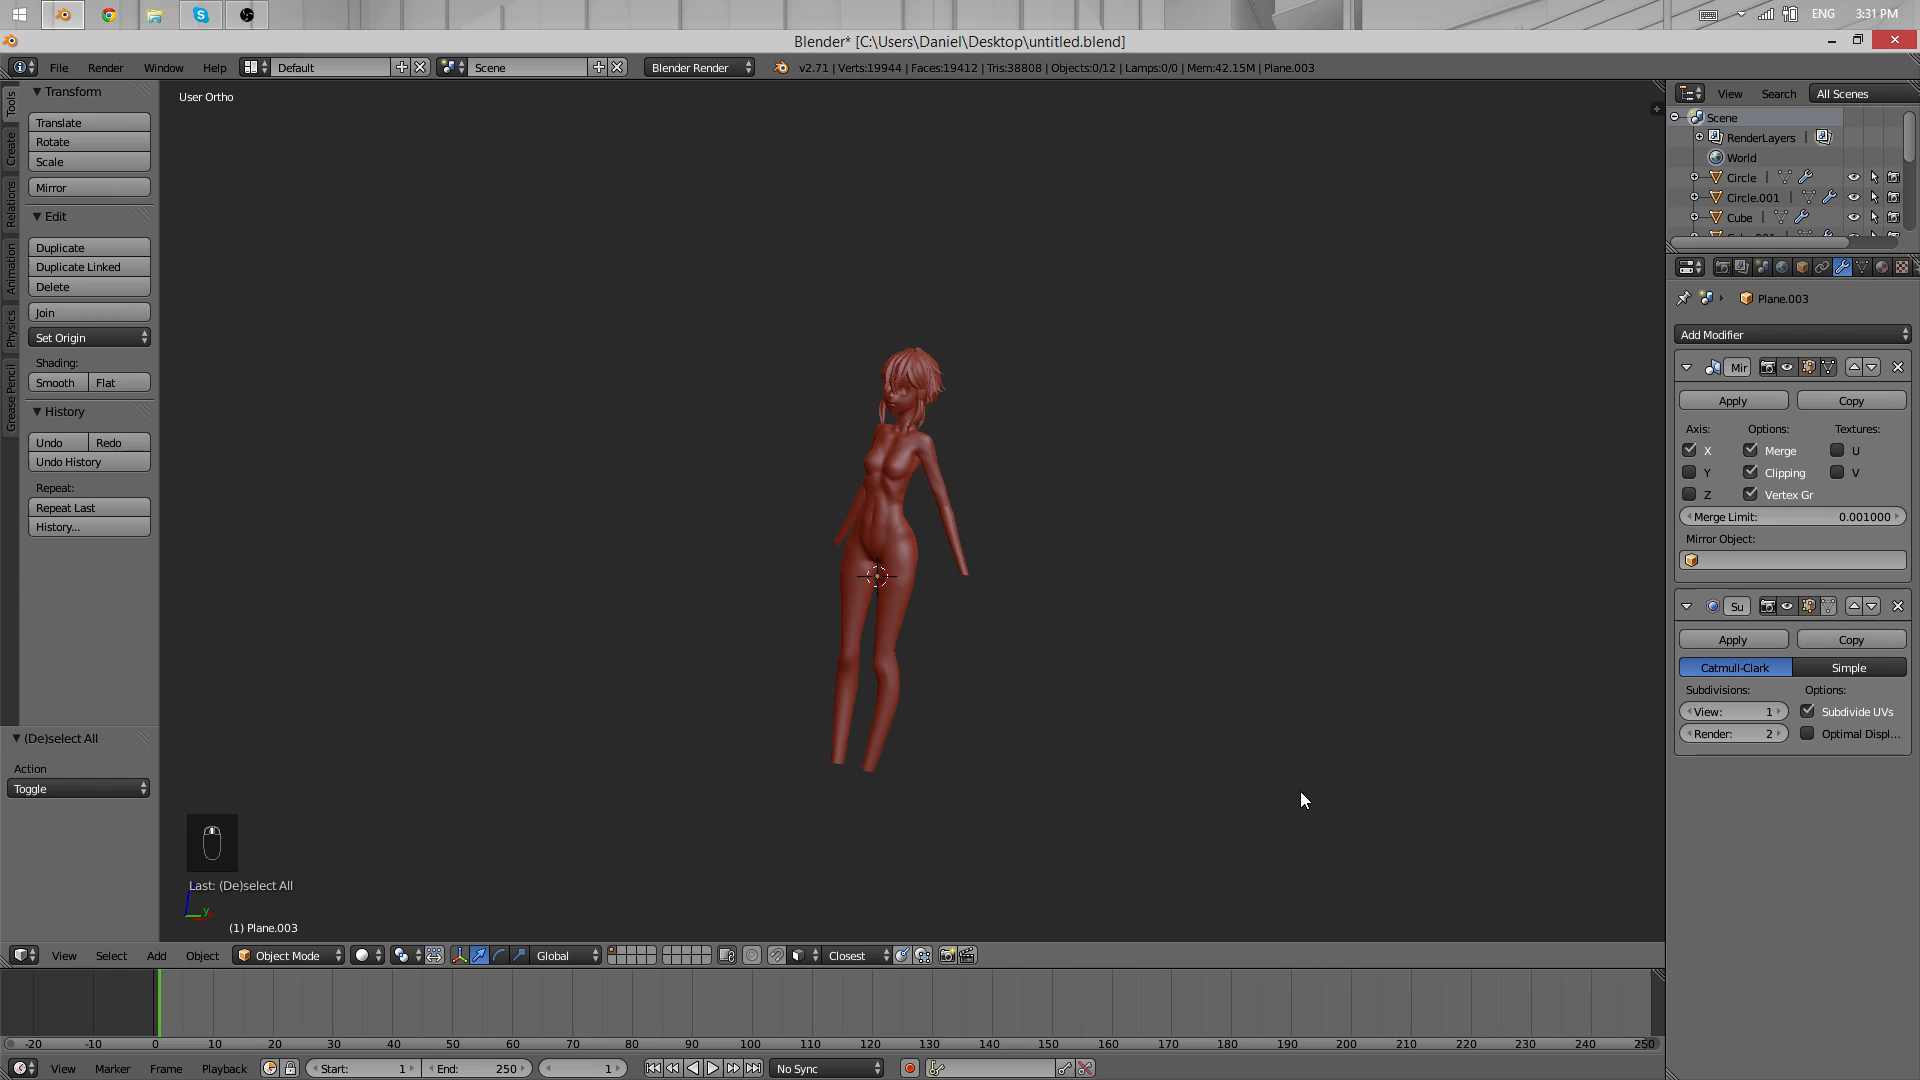 ENG 3:31 PM
Blender* [C:\Users\Daniel\Desktop\untitled.blend]
File Render Window Help Default Scene Blender Render v2.71 | Verts:19944 | Faces:19412 | Tris:38808 | Objects:0/12 | Lamps:0/0 | Mem:42.15M | Plane.003
Tools
Create
Relations
Animation
Physics
Grease Pencil
Transform
Translate
Rotate
Scale
Mirror
Edit
Duplicate
Duplicate Linked
Delete
Join
Set Origin
Shading:
Smooth Flat
History
Undo Redo
Undo History
Repeat:
Repeat Last
History...
(De)select All
Action
Toggle
User Ortho
Last: (De)select All
y
(1) Plane.003
View Search All Scenes
Scene
RenderLayers |
World
Circle |
Circle.001 |
Cube |
Plane.003
Add Modifier
Mir
Apply Copy
Axis: Options: Textures:
X Merge U
Y Clipping V
Z Vertex Gr
Merge Limit: 0.001000
Mirror Object:
Su
Apply Copy
Catmull-Clark Simple
Subdivisions: Options:
View: 1 Subdivide UVs
Render: 2 Optimal Displ...
View Select Add Object Object Mode Global Closest
-20 -10 0 10 20 30 40 50 60 70 80 90 100 110 120 130 140 150 160 170 180 190 200 210 220 230 240 250
View Marker Frame Playback Start: 1 End: 250 1 No Sync